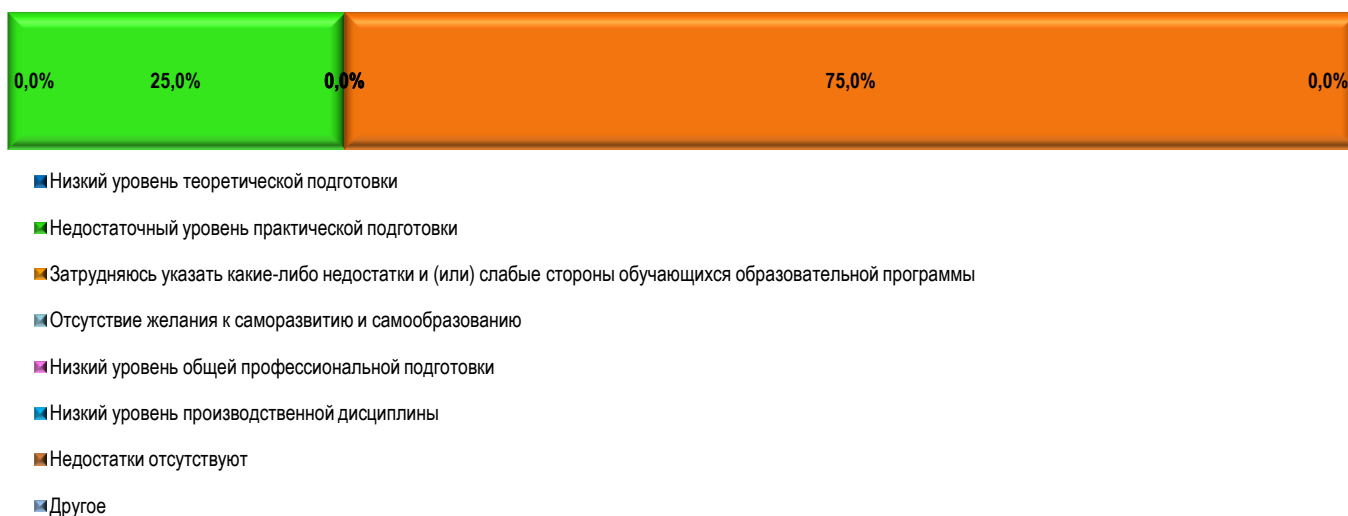 0,0% 25,0% 0,0% 75,0% 0,0%
Низкий уровень теоретической подготовки
Недостаточный уровень практической подготовки
Затрудняюсь указать какие-либо недостатки и (или) слабые стороны обучающихся образовательной программы
Отсутствие желания к саморазвитию и самообразованию
Низкий уровень общей профессиональной подготовки
Низкий уровень производственной дисциплины
Недостатки отсутствуют
Другое